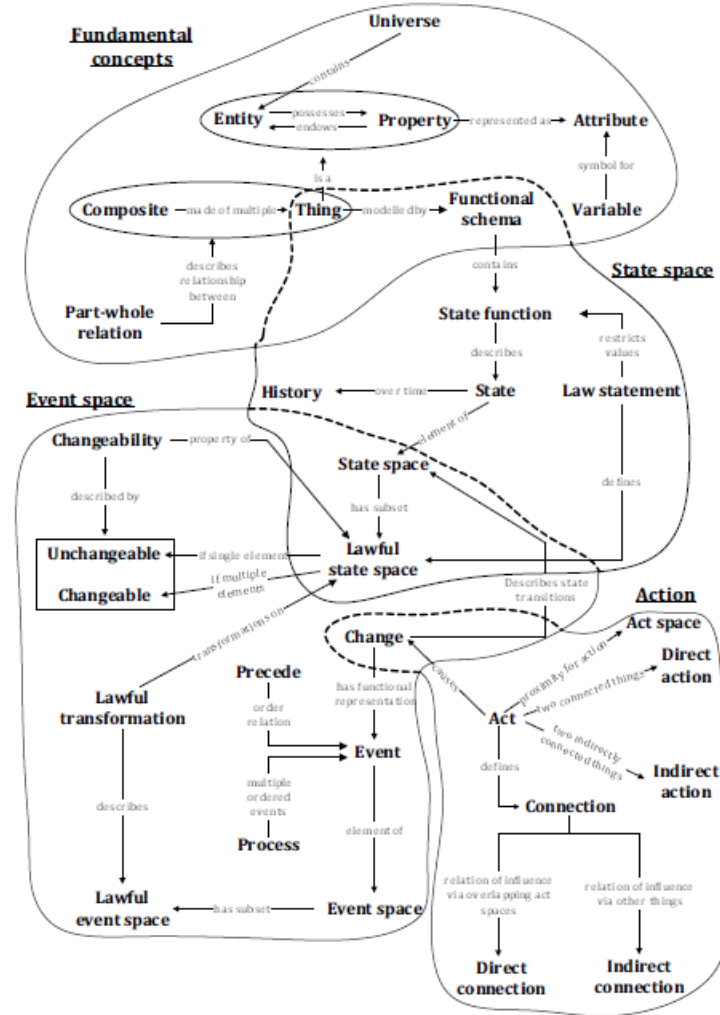 Universe
Fundamental
concepts
contains
Entity
possesses
endows
Property
represented as
Attribute
is a
symbol for
Composite
made of multiple
Thing
modelled by
Functional
schema
Variable
describes
relationship
between
contains
State space
Part-whole
relation
State function
restricts
values
describes
Event space
History
over time
State
Law statement
Changeability
property of
element of
State space
described by
has subset
defines
Unchangeable
if single element
Lawful
state space
Changeable
if multiple
elements
Describes state
transitions
Action
transformations on
Change
Act space
proximity for action
Direct
action
two connected things
causes
Precede
has functional
representation
Lawful
transformation
order
relation
Act
two indirectly
connected things
Event
Indirect
action
defines
multiple
ordered
events
Connection
describes
Process
element of
relation of influence
via overlapping act
spaces
relation of influence
via other things
Lawful
event space
has subset
Event space
Direct
connection
Indirect
connection